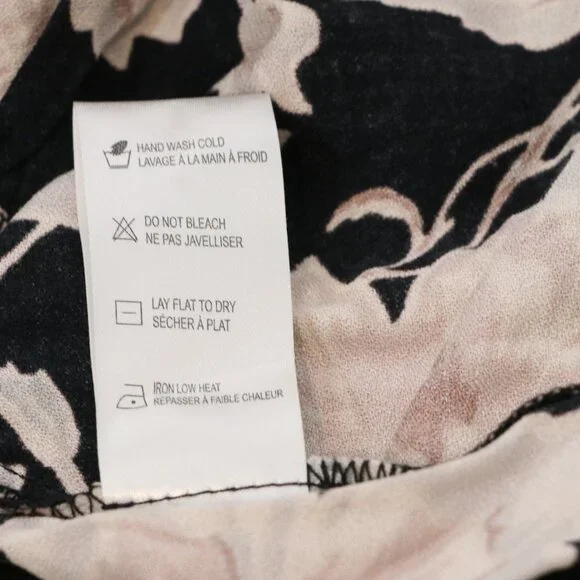 HAND WASH COLD
LAVAGE À LA MAIN À FROID
DO NOT BLEACH
NE PAS JAVELLISER
LAY FLAT TO DRY
SÉCHER À PLAT
IRON LOW HEAT
REPASSER À FAIBLE CHALEUR